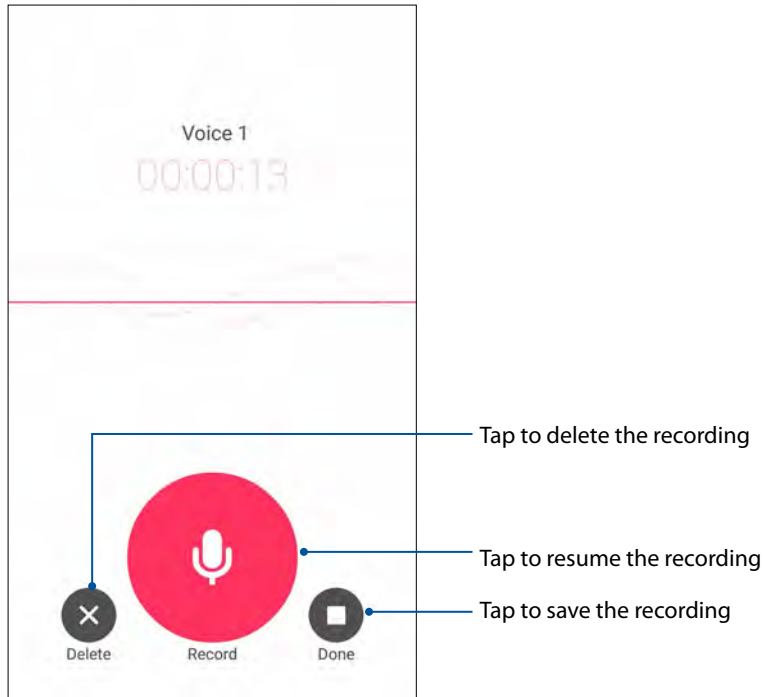 Voice 1
00:00:13
Tap to delete the recording
Tap to resume the recording
Tap to save the recording
Delete Record Done